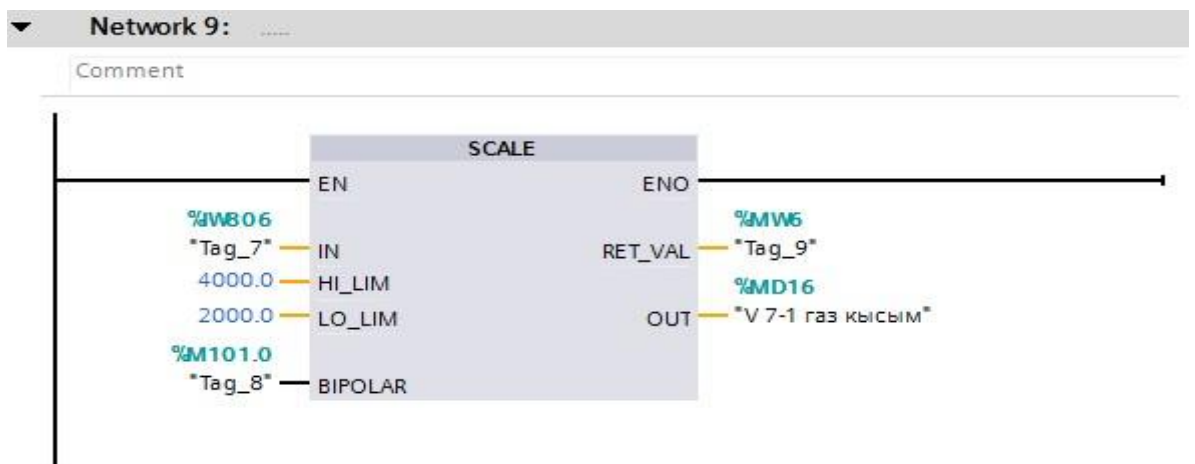 Network 9: .....
Comment
SCALE
EN ENO
%IW806 %MW6
"Tag_7" IN RET_VAL "Tag_9"
4000.0 HI_LIM %MD16
2000.0 LO_LIM OUT "V 7-1 газ кысым"
%M101.0
"Tag_8" BIPOLAR